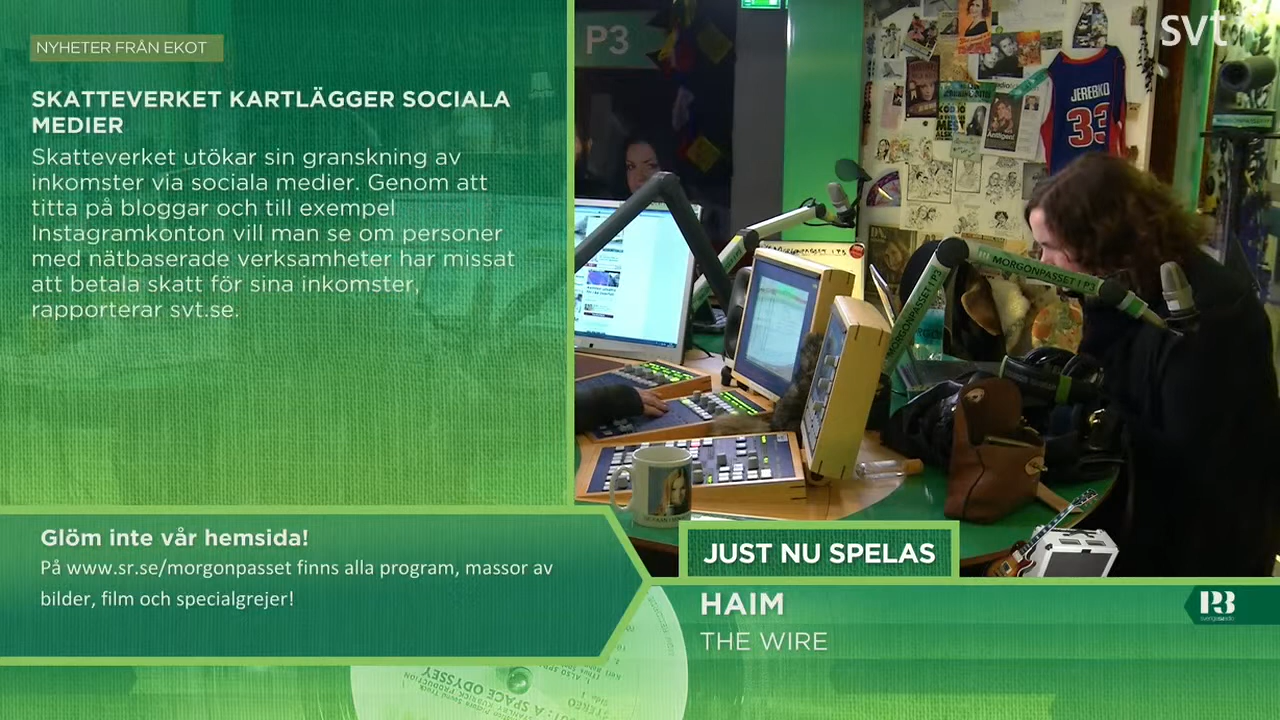 NYHETER FRÅN EKOT
SKATTEVERKET KARTLÄGGER SOCIALA
MEDIER
Skatteverket utökar sin granskning av
inkomster via sociala medier. Genom att
titta på bloggar och till exempel
Instagramkonton vill man se om personer
med nätbaserade verksamheter har missat
att betala skatt för sina inkomster,
rapporterar svt.se.
P3
svt
JEREBKO
33
MORGONPASSET I P3
MORGONPASSET I P3
Glöm inte vår hemsida!
På www.sr.se/morgonpasset finns alla program, massor av
bilder, film och specialgrejer!
JUST NU SPELAS
HAIM
THE WIRE
P3
STEREO
A SPACE ODYSSEY